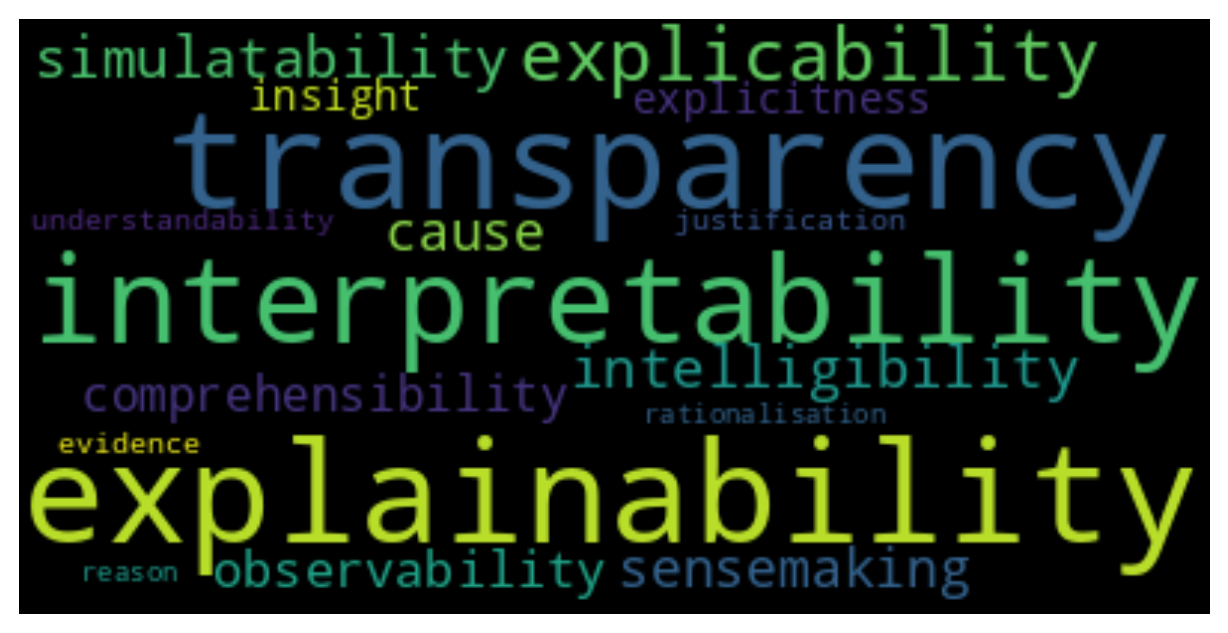 simulatability explicability
insight explicitness
transparency
understandability cause justification
interpretability
comprehensibility intelligibility
rationalisation
evidence
explainability
reason observability sensemaking